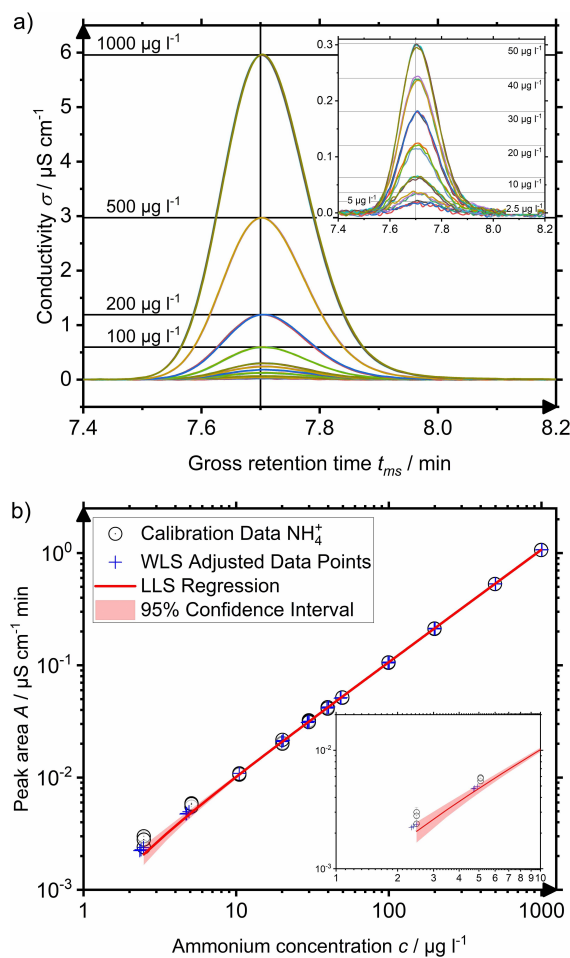 a)
1000 µg l⁻¹
500 µg l⁻¹
200 µg l⁻¹
100 µg l⁻¹
6
5
4
3
2
1
0
Conductivity σ / µS cm⁻¹
7.4 7.6 7.8 8.0 8.2
Gross retention time tₘₛ / min
0.3
0.2
0.1
0.0
50 µg l⁻¹
40 µg l⁻¹
30 µg l⁻¹
20 µg l⁻¹
10 µg l⁻¹
5 µg l⁻¹
2.5 µg l⁻¹
7.4 7.6 7.8 8.0 8.2
b)
Calibration Data NH₄⁺
WLS Adjusted Data Points
LLS Regression
95% Confidence Interval
10⁰
10⁻¹
10⁻²
10⁻³
Peak area A / µS cm⁻¹ min
1 10 100 1000
Ammonium concentration c / µg l⁻¹
10⁻²
10⁻³
1 2 3 4 5 6 7 8 9 10